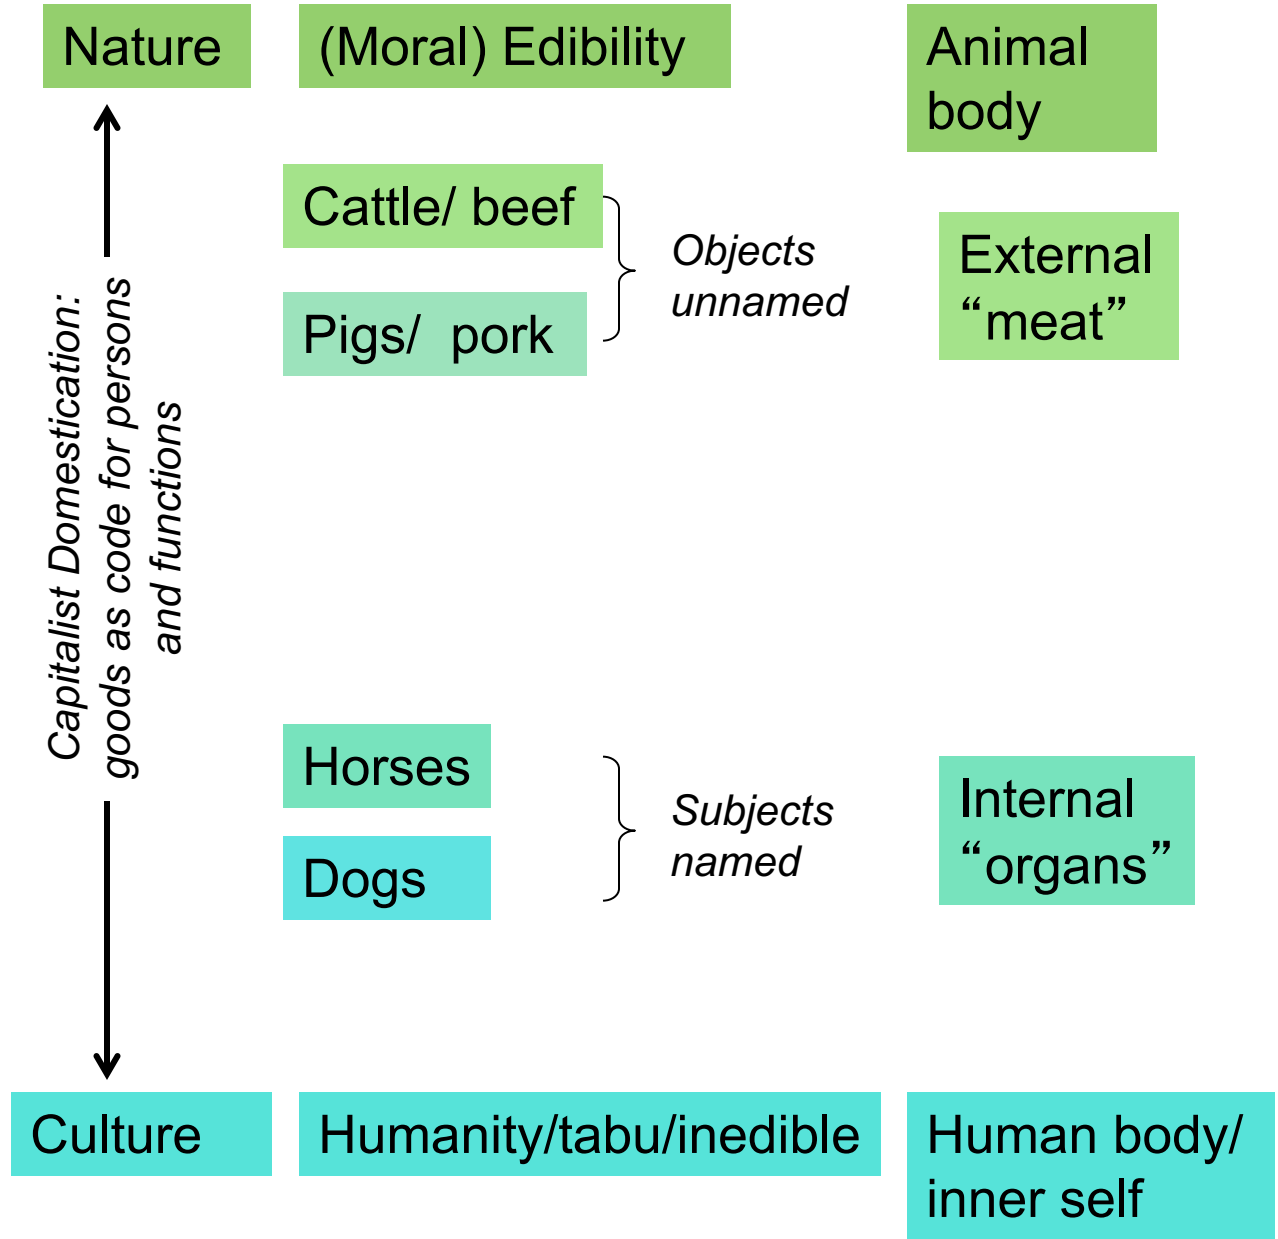 Nature
(Moral) Edibility
Animal
body
Cattle/ beef
Pigs/ pork
Objects
unnamed
External
“meat”
Capitalist Domestication:
goods as code for persons
and functions
Horses
Dogs
Subjects
named
Internal
“organs”
Culture
Humanity/tabu/inedible
Human body/
inner self